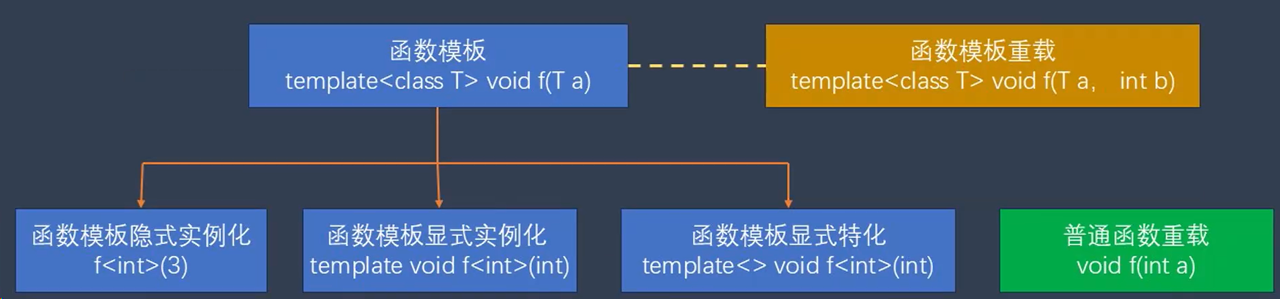 函数模板
template<class T> void f(T a)
函数模板重载
template<class T> void f(T a， int b)
函数模板隐式实例化
f<int>(3)
函数模板显式实例化
template void f<int>(int)
函数模板显式特化
template<> void f<int>(int)
普通函数重载
void f(int a)